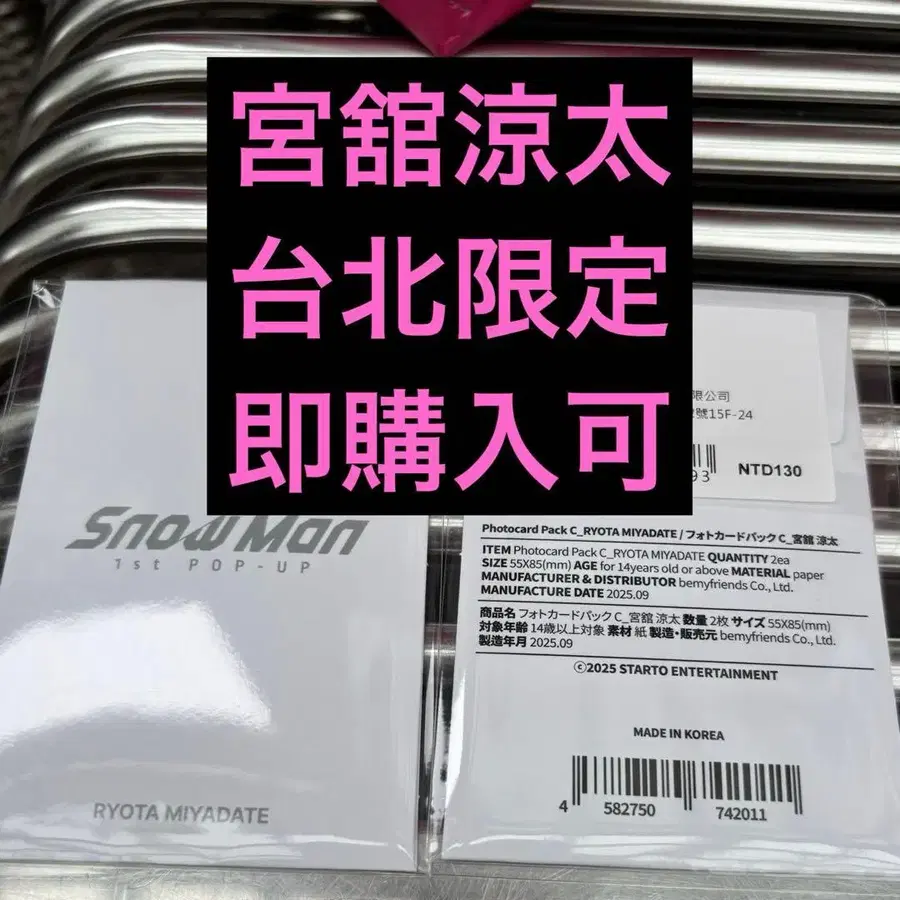 宮舘涼太
台北限定
即購入可
限公司
號15F-24
93
NTD130
Snow Man
1st POP-UP
RYOTA MIYADATE
Photocard Pack C_RYOTA MIYADATE / フォトカードパック C_宮舘 涼太
ITEM Photocard Pack C_RYOTA MIYADATE QUANTITY 2ea
SIZE 55X85(mm) AGE for 14years old or above MATERIAL paper
MANUFACTURER & DISTRIBUTOR bemyfriends Co., Ltd.
MANUFACTURE DATE 2025.09
商品名 フォトカードパック C_宮舘 涼太 数量 2枚 サイズ 55X85(mm)
対象年齢 14歳以上対象 素材 紙 製造・販売元 bemyfriends Co., Ltd.
製造年月 2025.09
©2025 STARTO ENTERTAINMENT
MADE IN KOREA
4 582750 742011